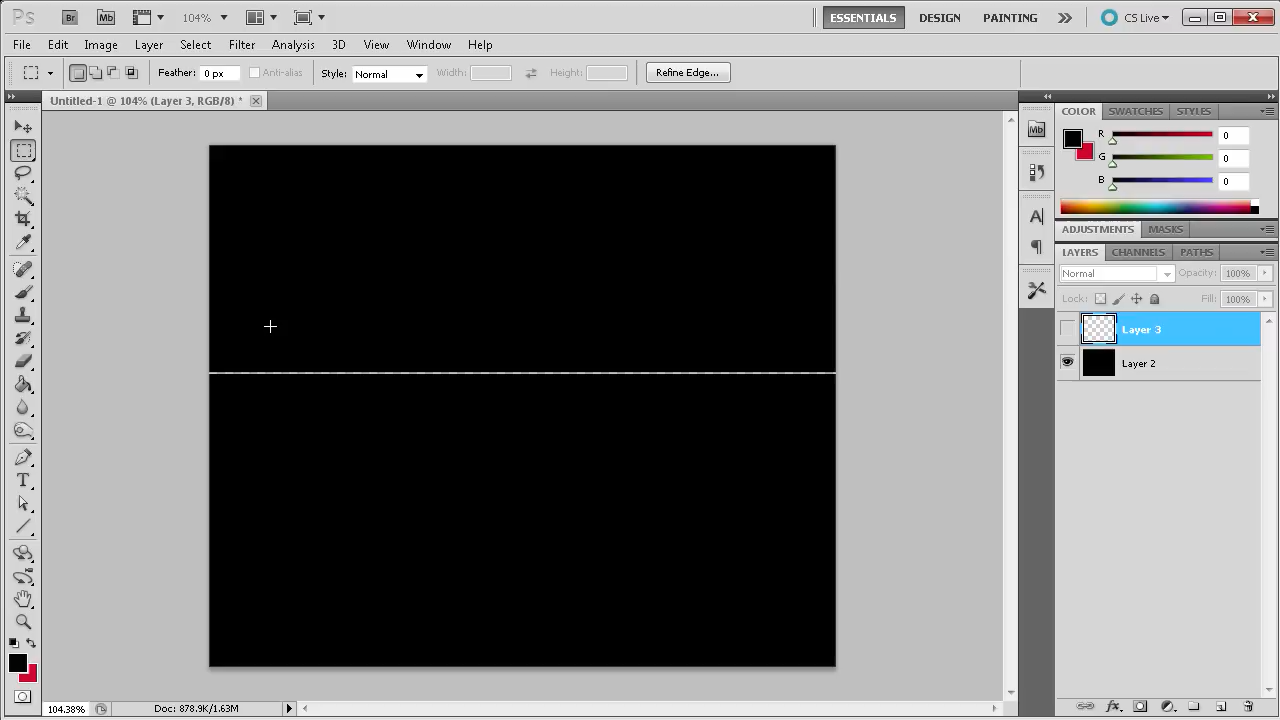 Ps Br Mb 104% ESSENTIALS DESIGN PAINTING CS Live
File Edit Image Layer Select Filter Analysis 3D View Window Help
Feather: 0 px Anti-alias Style: Normal Width: Height: Refine Edge...
Untitled-1 @ 104% (Layer 3, RGB/8) *
COLOR SWATCHES STYLES
Mb
R 0
G 0
B 0
A
ADJUSTMENTS MASKS
LAYERS CHANNELS PATHS
Normal Opacity: 100%
Lock: Fill: 100%
Layer 3
Layer 2
T
fx
104.38% Doc: 878.9K/1.63M